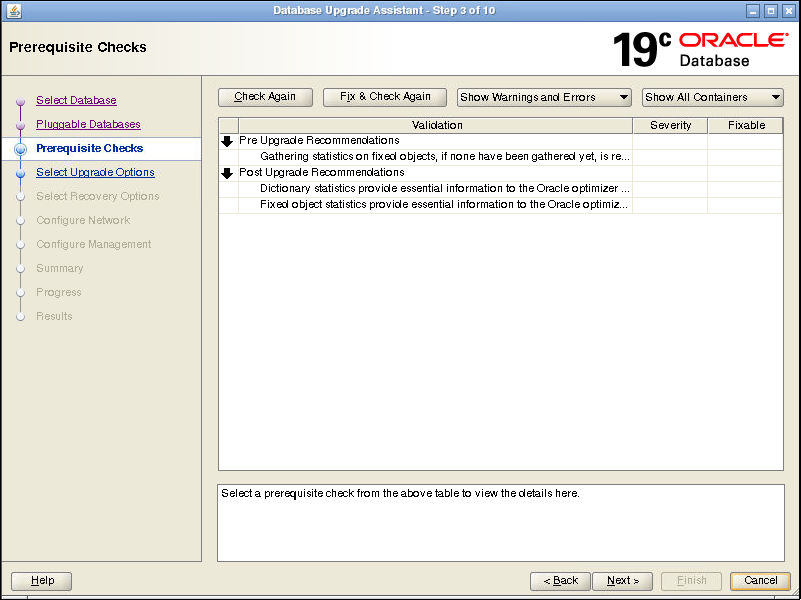 Database Upgrade Assistant - Step 3 of 10
Prerequisite Checks
19c ORACLE
Database
Select Database
Pluggable Databases
Prerequisite Checks
Select Upgrade Options
Select Recovery Options
Configure Network
Configure Management
Summary
Progress
Results
Check Again
Fix & Check Again
Show Warnings and Errors
Show All Containers
Validation Severity Fixable
Pre Upgrade Recommendations
Gathering statistics on fixed objects, if none have been gathered yet, is re...
Post Upgrade Recommendations
Dictionary statistics provide essential information to the Oracle optimizer ...
Fixed object statistics provide essential information to the Oracle optimiz...
Select a prerequisite check from the above table to view the details here.
Help
< Back
Next >
Finish
Cancel